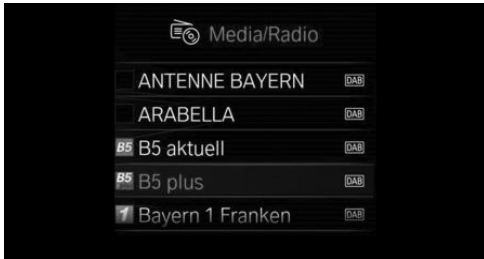 Media/Radio
ANTENNE BAYERN DAB
ARABELLA DAB
B5 B5 aktuell DAB
B5 B5 plus DAB
1 Bayern 1 Franken DAB